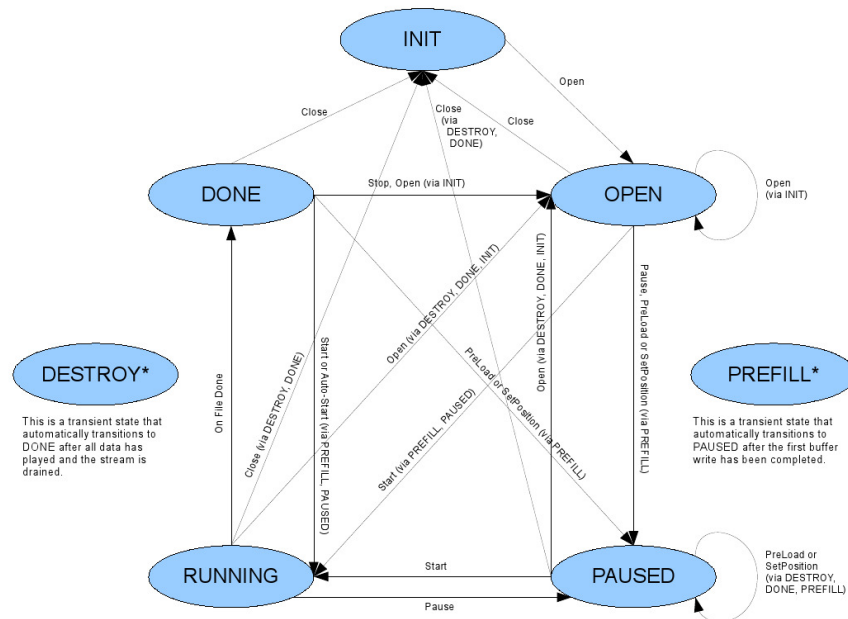 INIT
Open
Close
Close
(via
DESTROY,
DONE)
Close
DONE
Stop, Open (via INIT)
OPEN
Open
(via INIT)
On File Done
Close (via DESTROY, DONE)
Start or Auto-Start (via PREFILL, PAUSED)
Open (via DESTROY, DONE, INIT)
Start (via PREFILL, PAUSED)
PreLoad or SetPosition (via PREFILL)
Open (via DESTROY, DONE, INIT)
Pause, PreLoad or
SetPosition (via PREFILL)
DESTROY*
This is a transient state that
automatically transitions to
DONE after all data has
played and the stream is
drained.
PREFILL*
This is a transient state that
automatically transitions to
PAUSED after the first buffer
write has been completed.
RUNNING
Start
Pause
PAUSED
PreLoad or
SetPosition
(via DESTROY,
DONE, PREFILL)